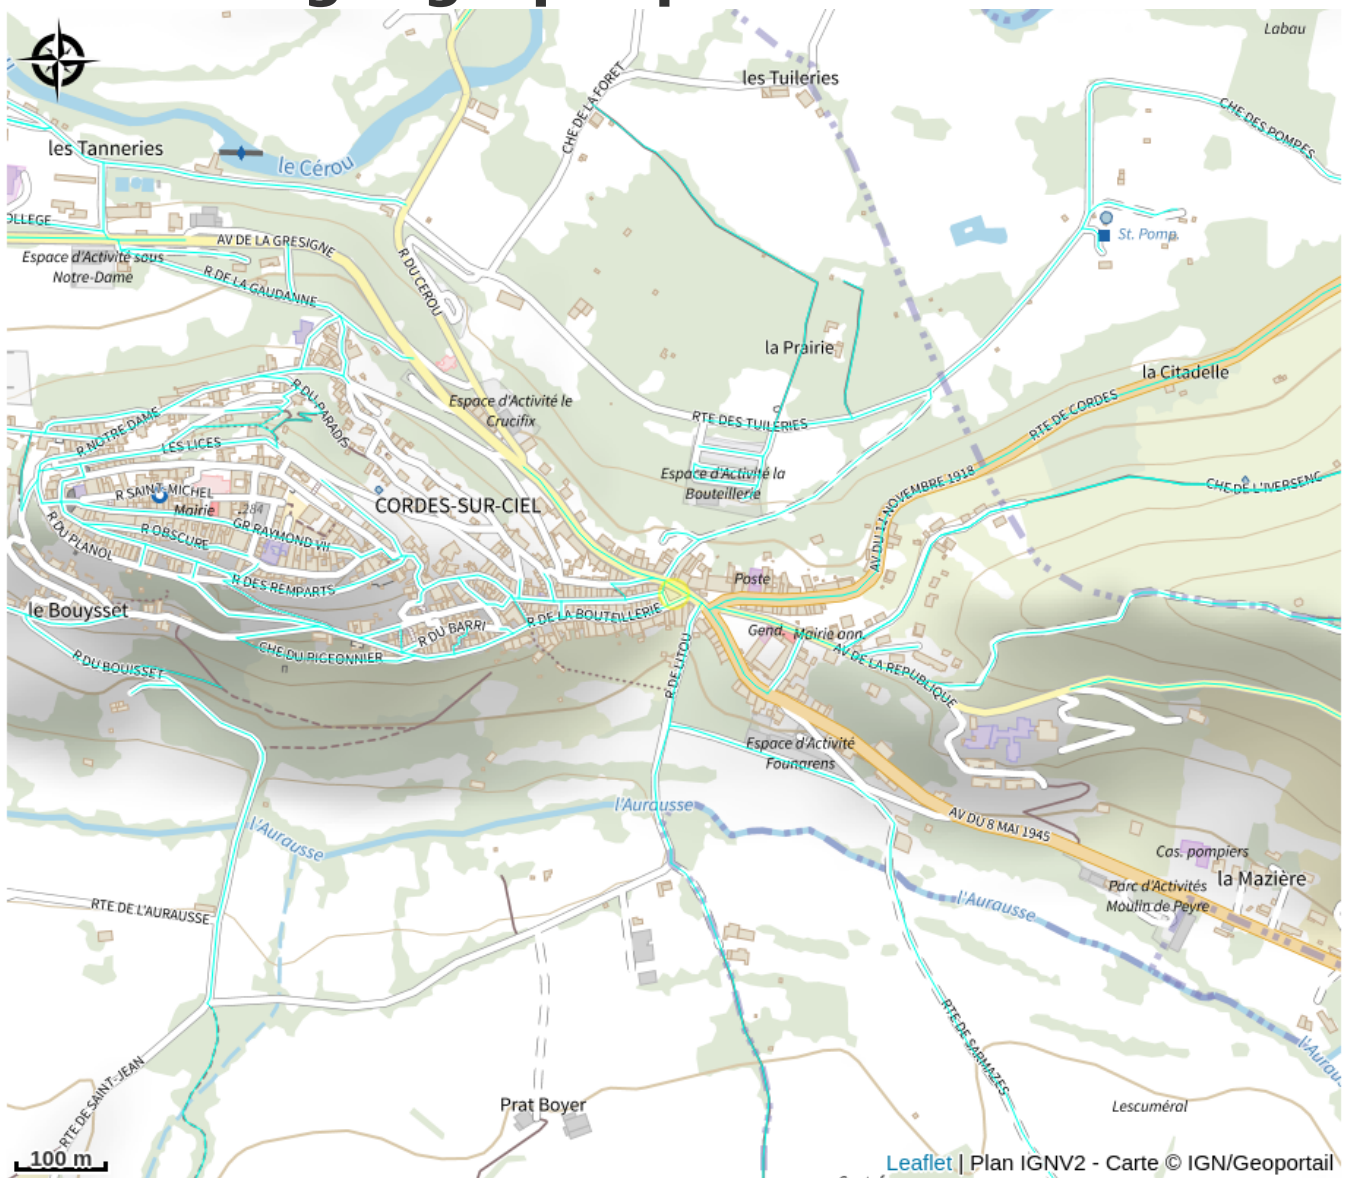 Labau
les Tuileries
CHE DE LA FORET
CHE DES POMPES
les Tanneries
le Cérou
OLLEGE
AV DE LA GRESIGNE
St. Pomp.
Espace d'Activité sous
Notre-Dame
R DE LA GAUDANNE
R DU CEROU
la Prairie
la Citadelle
R DU PARADIS
Espace d'Activité le
Crucifix
RTE DES TUILERIES
RTE DE CORDES
R NOTRE DAME
LES LICES
Espace d'Activité la
Bouteillerie
CHE DE L'IVERSENC
R SAINT-MICHEL
Mairie
284
CORDES-SUR-CIEL
AV DU 11 NOVEMBRE 1918
R DU PLANOL
R OBSCURE
GR RAYMOND VII
R DES REMPARTS
Poste
le Bouysset
R DE LA BOUTEILLERIE
R DU BARRI
Gend.
Mairie ann.
CHE DU PIGEONNIER
R DU BOUISSET
R DE LITOU
AV DE LA REPUBLIQUE
Espace d'Activité
Founarens
l'Aurausse
l'Aurausse
AV DU 8 MAI 1945
Cas. pompiers
la Mazière
Parc d'Activités
Moulin de Peyre
RTE DE L'AURAUSSE
l'Aurausse
RTE DE SARMAZES
l'Auraus
RTE DE SAINT-JEAN
Prat Boyer
Lescuméral
100 m
Leaflet | Plan IGNV2 - Carte © IGN/Geoportail